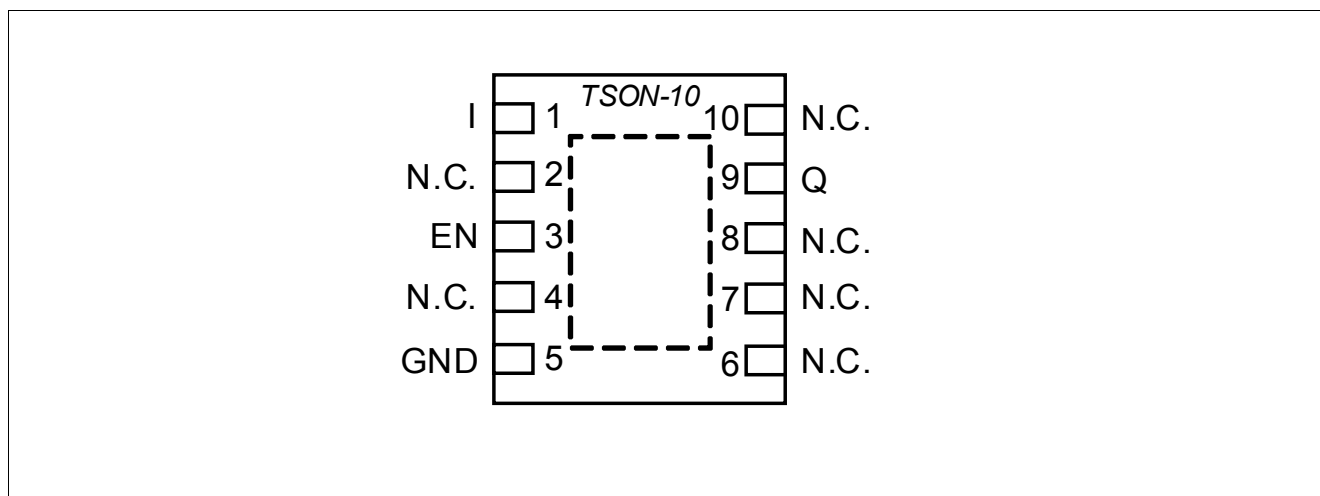 TSON-10
I 1 10 N.C.
N.C. 2 9 Q
EN 3 8 N.C.
N.C. 4 7 N.C.
GND 5 6 N.C.